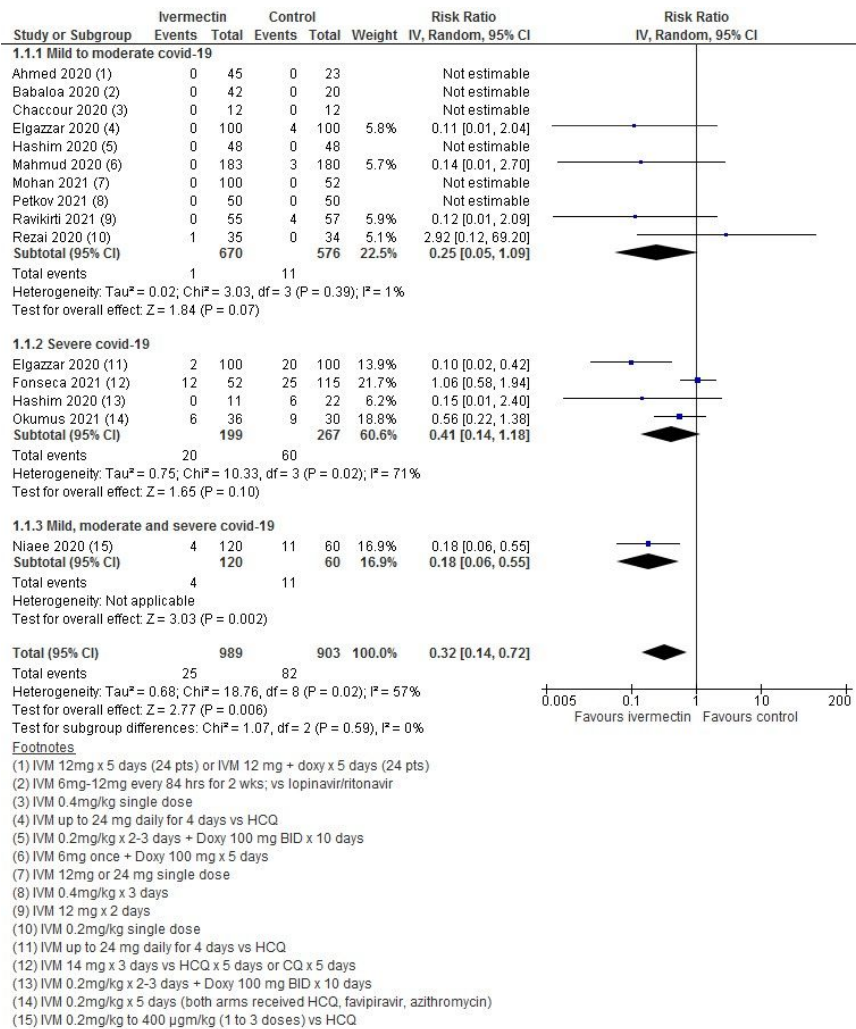 Ivermectin Control Risk Ratio Risk Ratio
Study or Subgroup Events Total Events Total Weight IV, Random, 95% CI IV, Random, 95% CI
1.1.1 Mild to moderate covid-19
Ahmed 2020 (1) 0 45 0 23 Not estimable
Babaloa 2020 (2) 0 42 0 20 Not estimable
Chaccour 2020 (3) 0 12 0 12 Not estimable
Elgazzar 2020 (4) 0 100 4 100 5.8% 0.11 [0.01, 2.04]
Hashim 2020 (5) 0 48 0 48 Not estimable
Mahmud 2020 (6) 0 183 3 180 5.7% 0.14 [0.01, 2.70]
Mohan 2021 (7) 0 100 0 52 Not estimable
Petkov 2021 (8) 0 50 0 50 Not estimable
Ravikirti 2021 (9) 0 55 4 57 5.9% 0.12 [0.01, 2.09]
Rezai 2020 (10) 1 35 0 34 5.1% 2.92 [0.12, 69.20]
Subtotal (95% CI) 670 576 22.5% 0.25 [0.05, 1.09]
Total events 1 11
Heterogeneity: Tau² = 0.02; Chi² = 3.03, df = 3 (P = 0.39); I² = 1%
Test for overall effect: Z = 1.84 (P = 0.07)
1.1.2 Severe covid-19
Elgazzar 2020 (11) 2 100 20 100 13.9% 0.10 [0.02, 0.42]
Fonseca 2021 (12) 12 52 25 115 21.7% 1.06 [0.58, 1.94]
Hashim 2020 (13) 0 11 6 22 6.2% 0.15 [0.01, 2.40]
Okumus 2021 (14) 6 36 9 30 18.8% 0.56 [0.22, 1.38]
Subtotal (95% CI) 199 267 60.6% 0.41 [0.14, 1.18]
Total events 20 60
Heterogeneity: Tau² = 0.75; Chi² = 10.33, df = 3 (P = 0.02); I² = 71%
Test for overall effect: Z = 1.65 (P = 0.10)
1.1.3 Mild, moderate and severe covid-19
Niaee 2020 (15) 4 120 11 60 16.9% 0.18 [0.06, 0.55]
Subtotal (95% CI) 120 60 16.9% 0.18 [0.06, 0.55]
Total events 4 11
Heterogeneity: Not applicable
Test for overall effect: Z = 3.03 (P = 0.002)
Total (95% CI) 989 903 100.0% 0.32 [0.14, 0.72]
Total events 25 82
Heterogeneity: Tau² = 0.68; Chi² = 18.76, df = 8 (P = 0.02); I² = 57%
Test for overall effect: Z = 2.77 (P = 0.006)
Test for subgroup differences: Chi² = 1.07, df = 2 (P = 0.59), I² = 0%
0.005 0.1 1 10 200
Favours ivermectin Favours control
Footnotes
(1) IVM 12mg x 5 days (24 pts) or IVM 12 mg + doxy x 5 days (24 pts)
(2) IVM 6mg-12mg every 84 hrs for 2 wks; vs lopinavir/ritonavir
(3) IVM 0.4mg/kg single dose
(4) IVM up to 24 mg daily for 4 days vs HCQ
(5) IVM 0.2mg/kg x 2-3 days + Doxy 100 mg BID x 10 days
(6) IVM 6mg once + Doxy 100 mg x 5 days
(7) IVM 12mg or 24 mg single dose
(8) IVM 0.4mg/kg x 3 days
(9) IVM 12 mg x 2 days
(10) IVM 0.2mg/kg single dose
(11) IVM up to 24 mg daily for 4 days vs HCQ
(12) IVM 14 mg x 3 days vs HCQ x 5 days or CQ x 5 days
(13) IVM 0.2mg/kg x 2-3 days + Doxy 100 mg BID x 10 days
(14) IVM 0.2mg/kg x 5 days (both arms received HCQ, favipiravir, azithromycin)
(15) IVM 0.2mg/kg to 400 µgm/kg (1 to 3 doses) vs HCQ